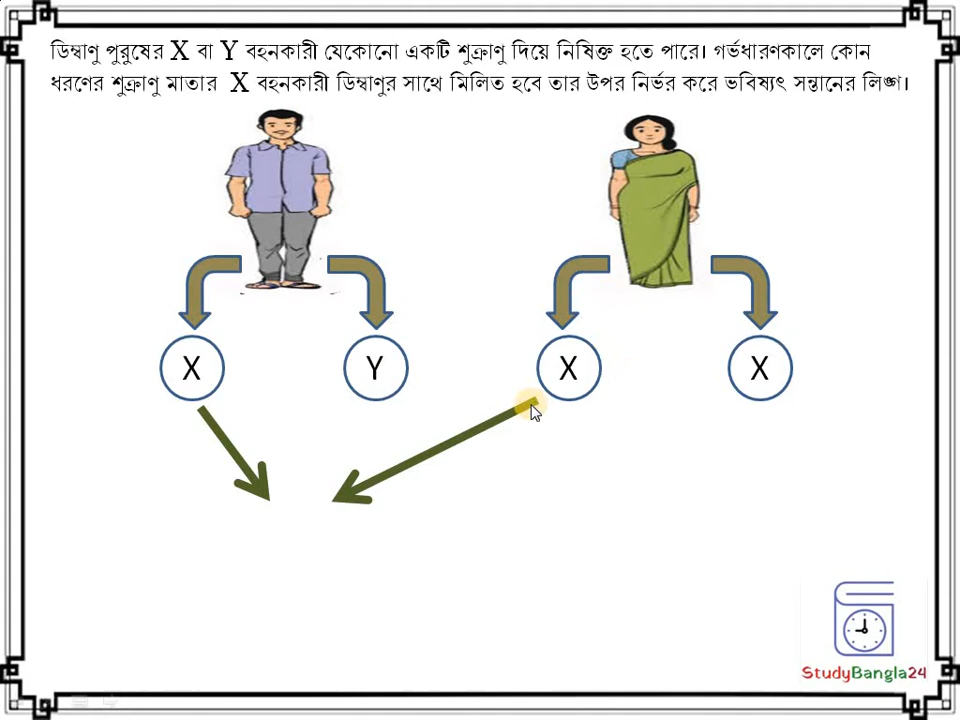 ডিম্বাণু পুরুষের X বা Y বহনকারী যেকোনো একটি শুক্রাণু দিয়ে নিষিক্ত হতে পারে। গর্ভধারণকালে কোন
ধরণের শুক্রাণু মাতার X বহনকারী ডিম্বাণুর সাথে মিলিত হবে তার উপর নির্ভর করে ভবিষ্যৎ সন্তানের লিঙ্গ।
X Y X X
StudyBangla24